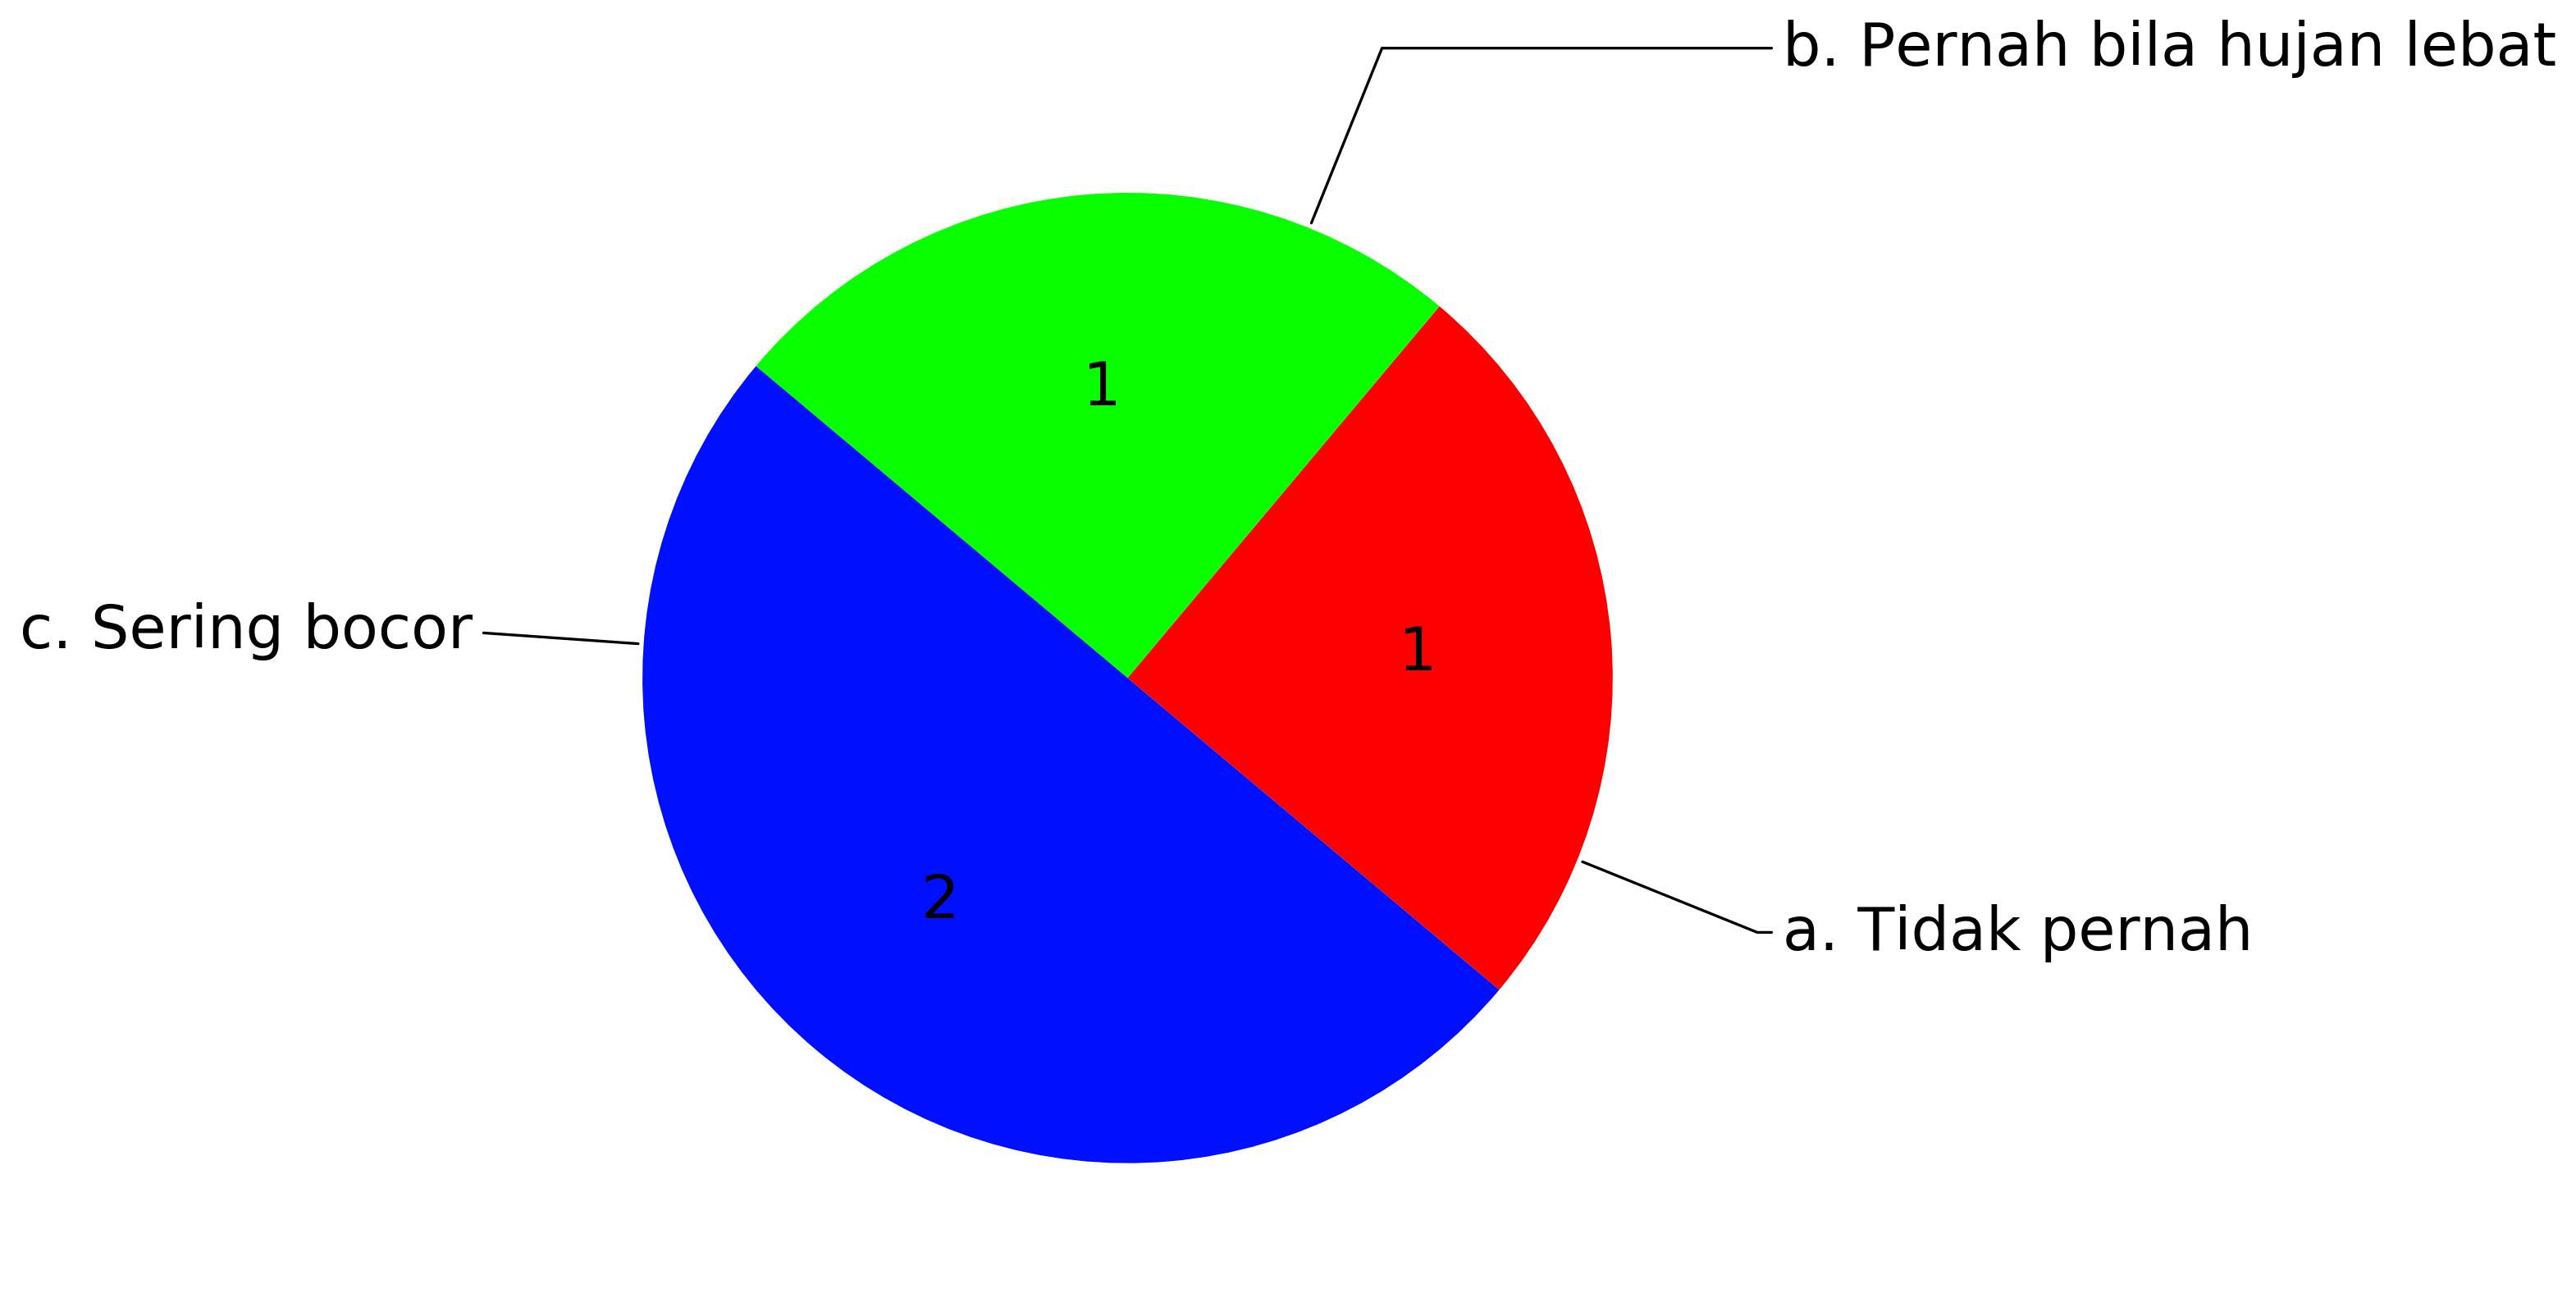 b. Pernah bila hujan lebat
1
c. Sering bocor
1
2
a. Tidak pernah